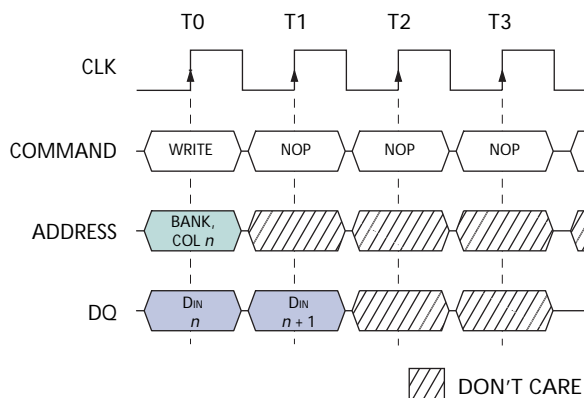 T0 T1 T2 T3
CLK
COMMAND WRITE NOP NOP NOP
ADDRESS BANK,
COL n
DQ DIN DIN
n n + 1
DON'T CARE